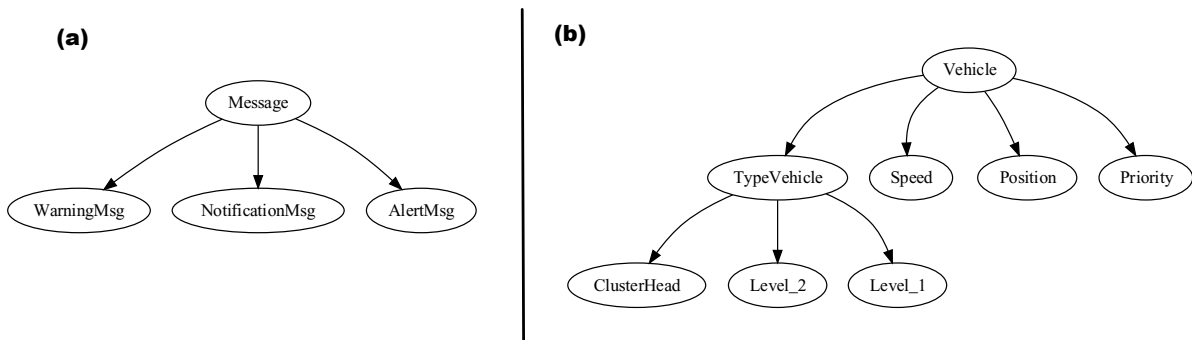 (a)
Message
WarningMsg NotificationMsg AlertMsg
(b)
Vehicle
TypeVehicle Speed Position Priority
ClusterHead Level_2 Level_1